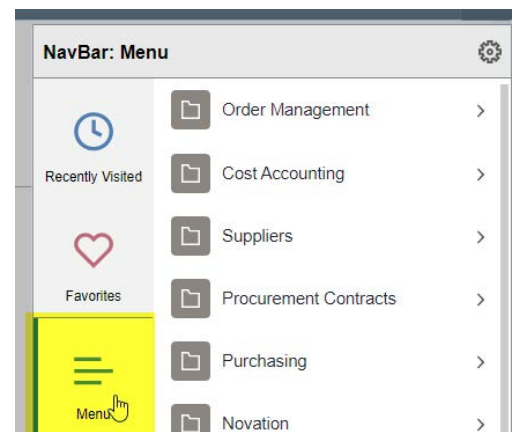 NavBar: Menu
Recently Visited
Favorites
Menu
Order Management
Cost Accounting
Suppliers
Procurement Contracts
Purchasing
Novation